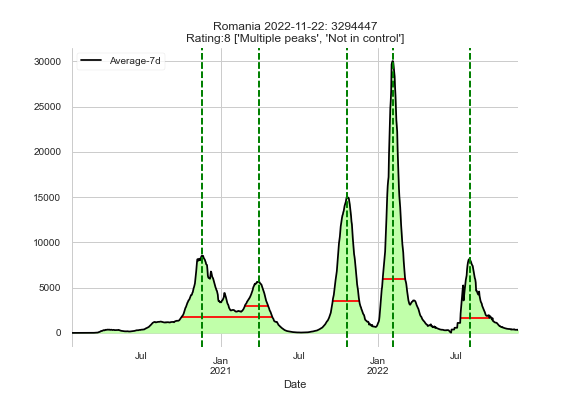 Romania 2022-11-22: 3294447
Rating:8 ['Multiple peaks', 'Not in control']
Average-7d
30000
25000
20000
15000
10000
5000
0
Jul
Jan
2021
Jul
Jan
2022
Jul
Date